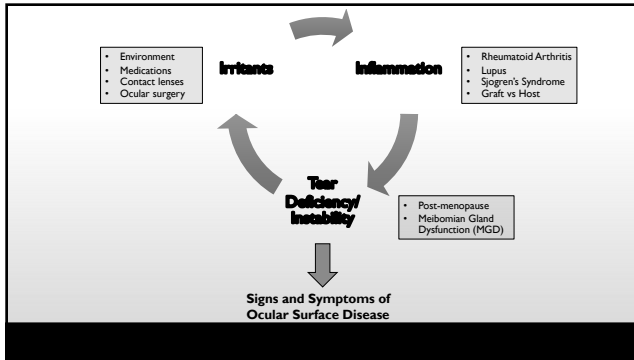 • Environment
• Medications
• Contact lenses
• Ocular surgery
Irritants
Inflammation
• Rheumatoid Arthritis
• Lupus
• Sjogren's Syndrome
• Graft vs Host
Tear
Deficiency/
Instability
• Post-menopause
• Meibomian Gland
Dysfunction (MGD)
Signs and Symptoms of
Ocular Surface Disease